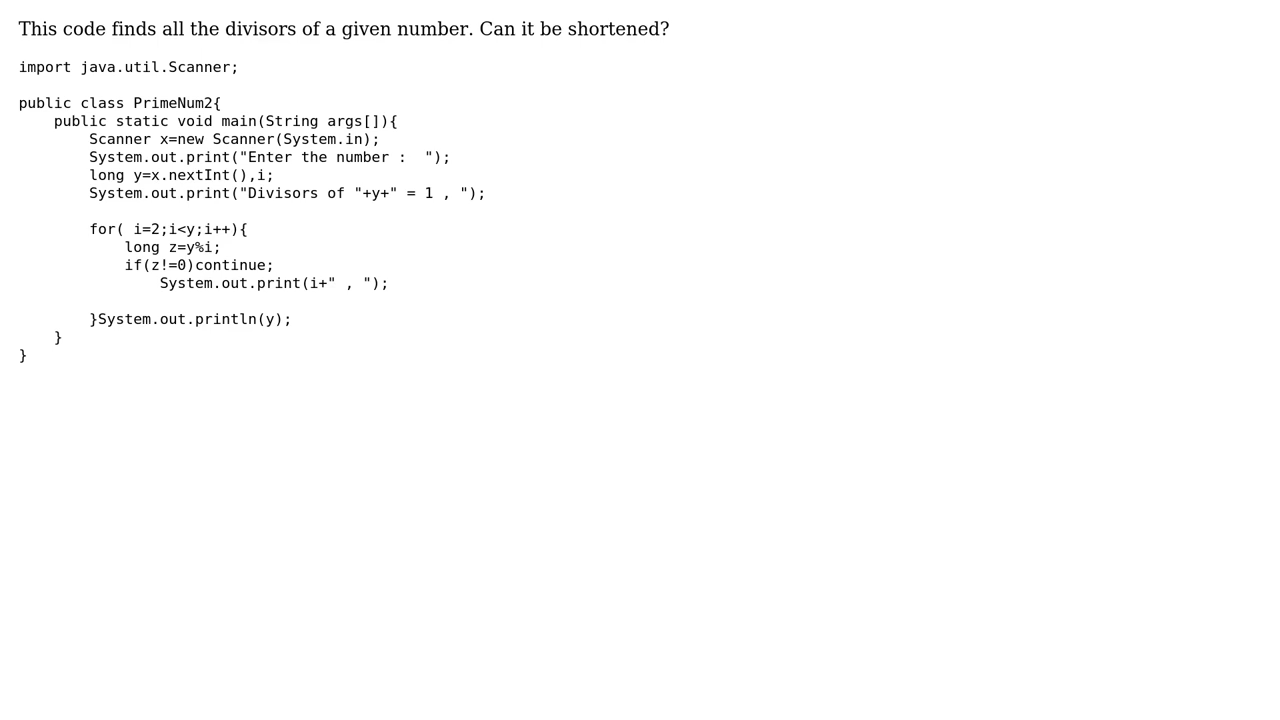 This code finds all the divisors of a given number. Can it be shortened?
import java.util.Scanner;
public class PrimeNum2{
    public static void main(String args[]){
        Scanner x=new Scanner(System.in);
        System.out.print("Enter the number :  ");
        long y=x.nextInt(),i;
        System.out.print("Divisors of "+y+" = 1 , ");
        for( i=2;i<y;i++){
            long z=y%i;
            if(z!=0)continue;
                System.out.print(i+" , ");
        }System.out.println(y);
    }
}